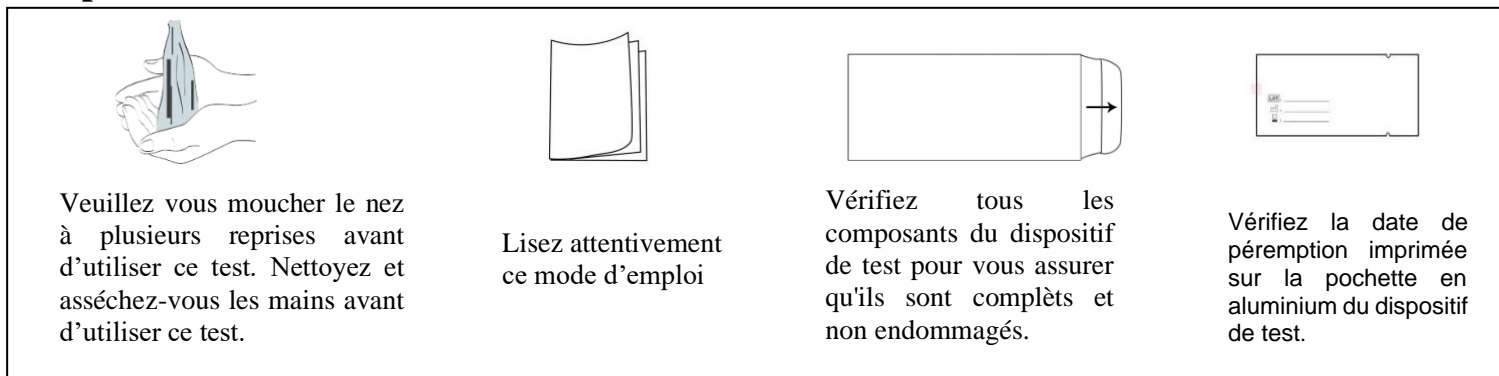 Veuillez vous moucher le nez
à plusieurs reprises avant
d’utiliser ce test. Nettoyez et
asséchez-vous les mains avant
d’utiliser ce test.
Lisez attentivement
ce mode d’emploi
Vérifiez tous les
composants du dispositif
de test pour vous assurer
qu'ils sont complèts et
non endommagés.
LOT:
Vérifiez la date de
péremption imprimée
sur la pochette en
aluminium du dispositif
de test.